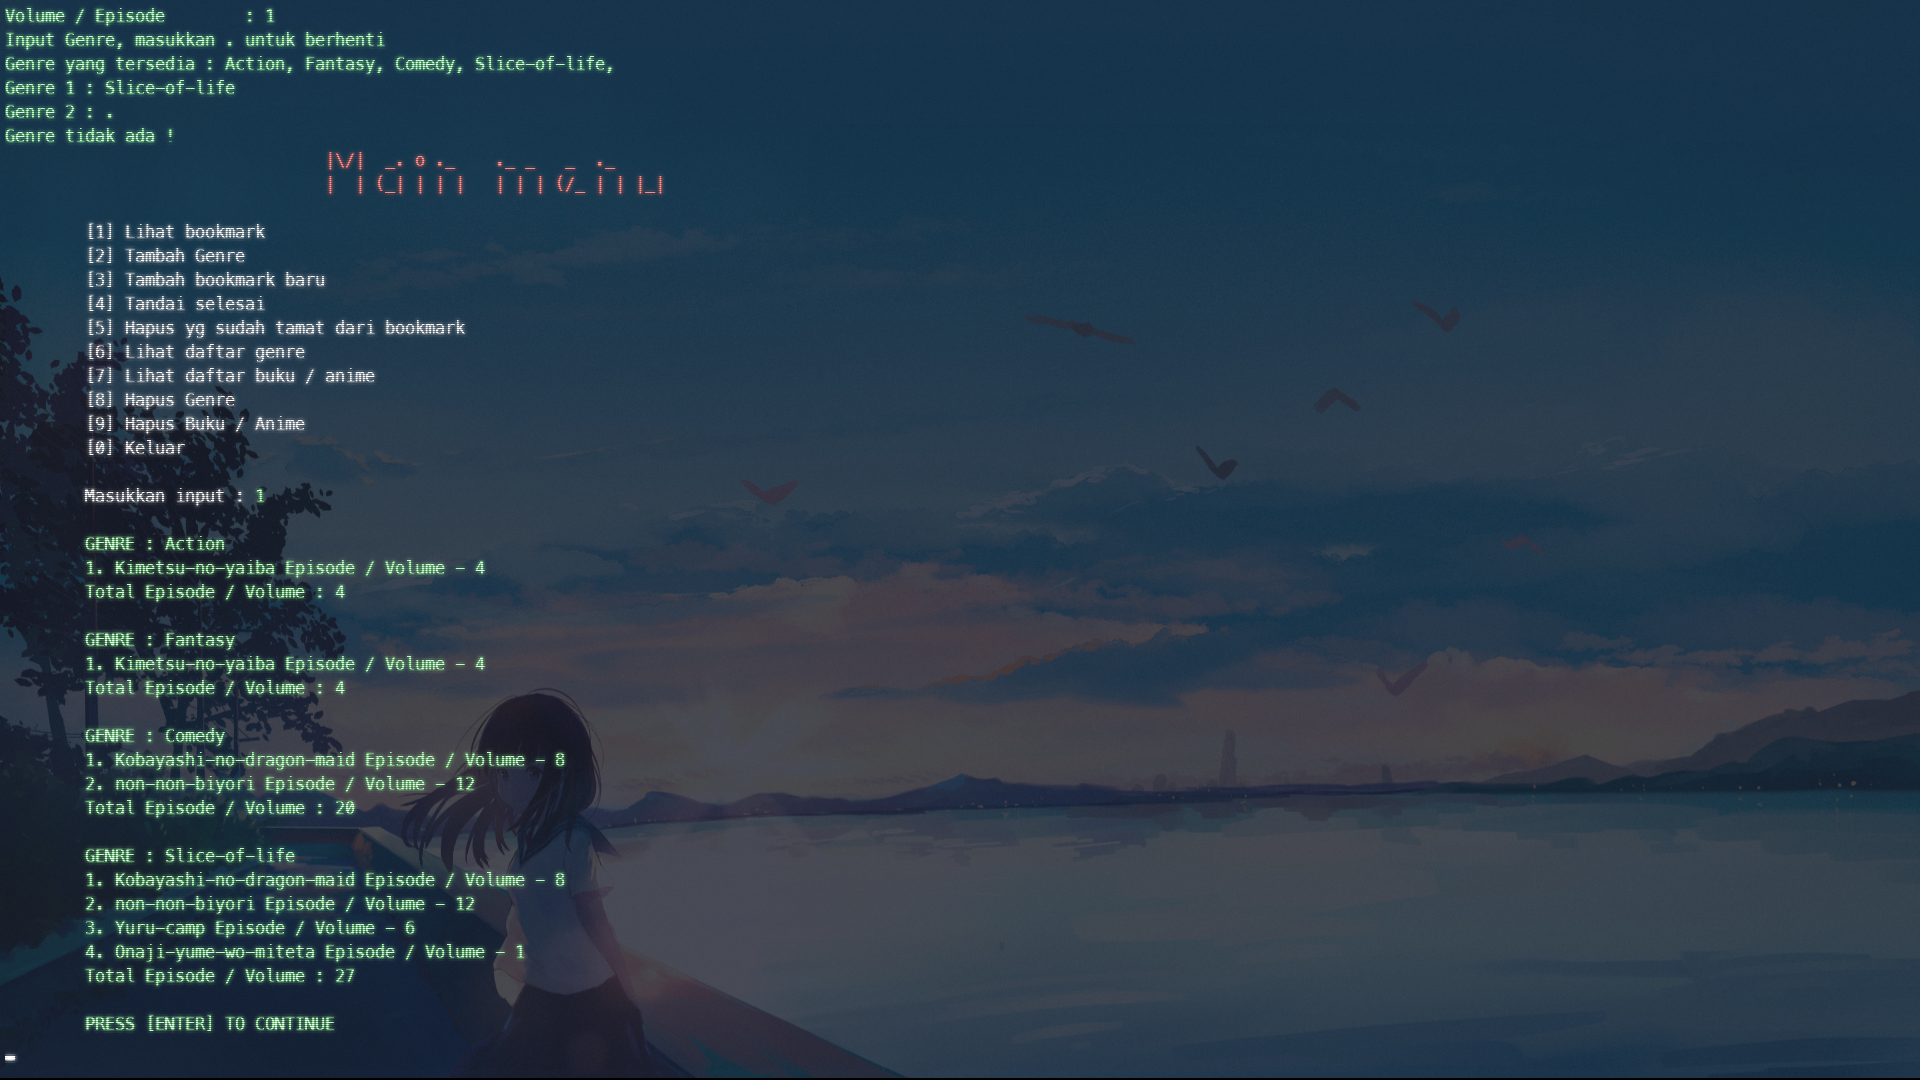 Volume / Episode        : 1
Input Genre, masukkan . untuk berhenti
Genre yang tersedia : Action, Fantasy, Comedy, Slice-of-life,
Genre 1 : Slice-of-life
Genre 2 : .
Genre tidak ada !
Main menu
[1] Lihat bookmark
[2] Tambah Genre
[3] Tambah bookmark baru
[4] Tandai selesai
[5] Hapus yg sudah tamat dari bookmark
[6] Lihat daftar genre
[7] Lihat daftar buku / anime
[8] Hapus Genre
[9] Hapus Buku / Anime
[0] Keluar
Masukkan input : 1
GENRE : Action
1. Kimetsu-no-yaiba Episode / Volume - 4
Total Episode / Volume : 4
GENRE : Fantasy
1. Kimetsu-no-yaiba Episode / Volume - 4
Total Episode / Volume : 4
GENRE : Comedy
1. Kobayashi-no-dragon-maid Episode / Volume - 8
2. non-non-biyori Episode / Volume - 12
Total Episode / Volume : 20
GENRE : Slice-of-life
1. Kobayashi-no-dragon-maid Episode / Volume - 8
2. non-non-biyori Episode / Volume - 12
3. Yuru-camp Episode / Volume - 6
4. Onaji-yume-wo-miteta Episode / Volume - 1
Total Episode / Volume : 27
PRESS [ENTER] TO CONTINUE